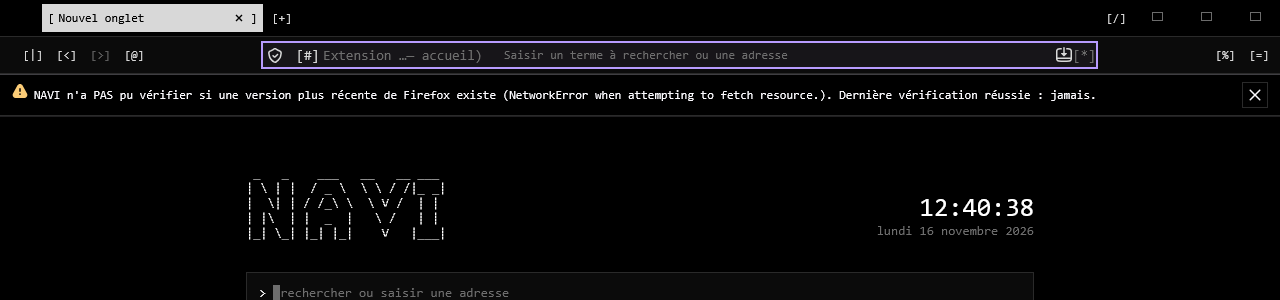 [ Nouvel onglet × ] [+] [/]
[|] [<] [>] [@] [#] Extension …— accueil) Saisir un terme à rechercher ou une adresse [*] [%] [=]
NAVI n'a PAS pu vérifier si une version plus récente de Firefox existe (NetworkError when attempting to fetch resource.). Dernière vérification réussie : jamais.
NAVI
12:40:38
lundi 16 novembre 2026
> rechercher ou saisir une adresse